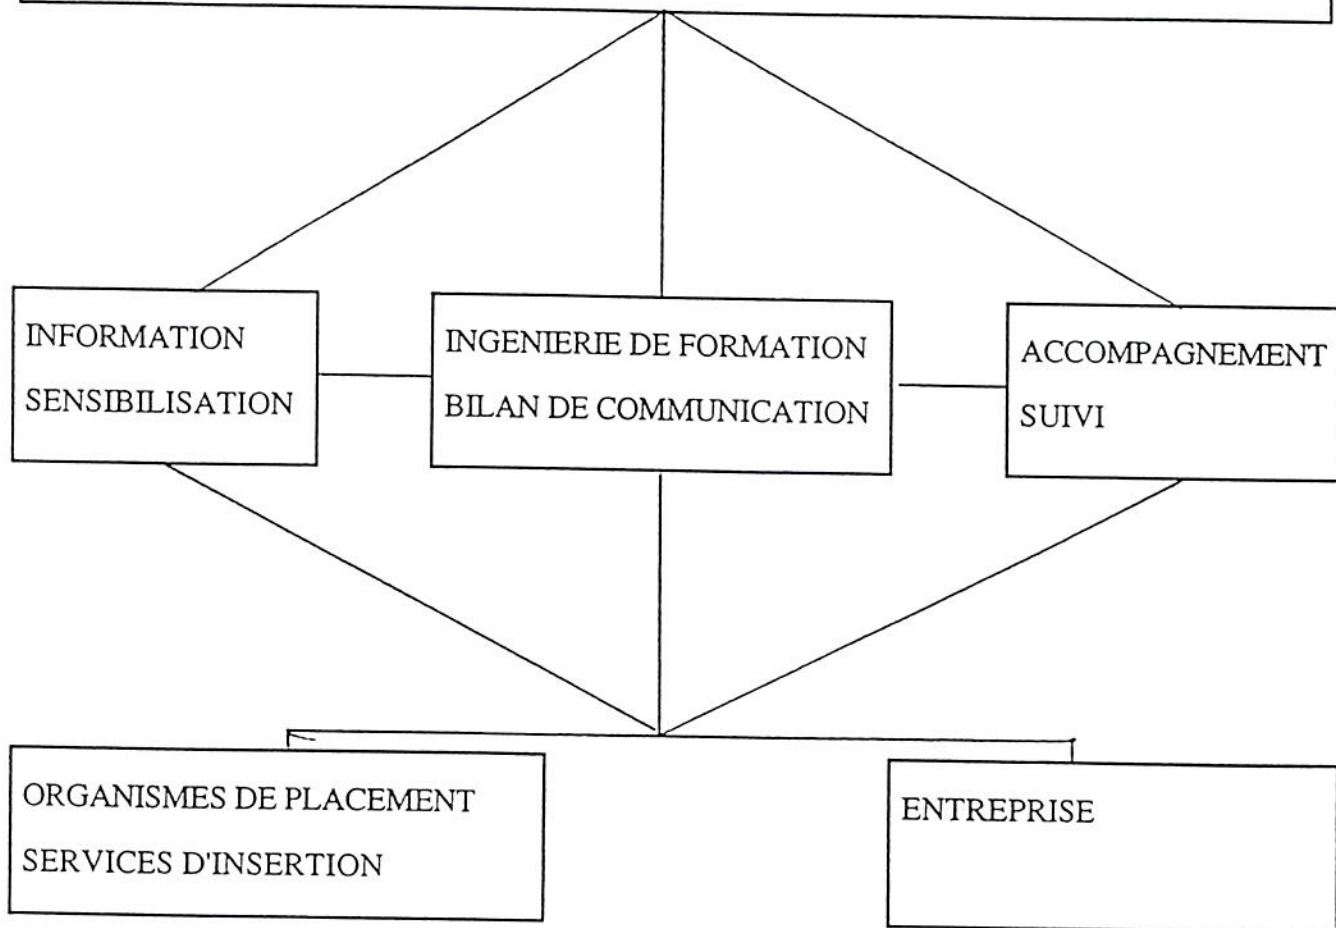 INFORMATION
SENSIBILISATION
INGENIERIE DE FORMATION
BILAN DE COMMUNICATION
ACCOMPAGNEMENT
SUIVI
ORGANISMES DE PLACEMENT
SERVICES D'INSERTION
ENTREPRISE